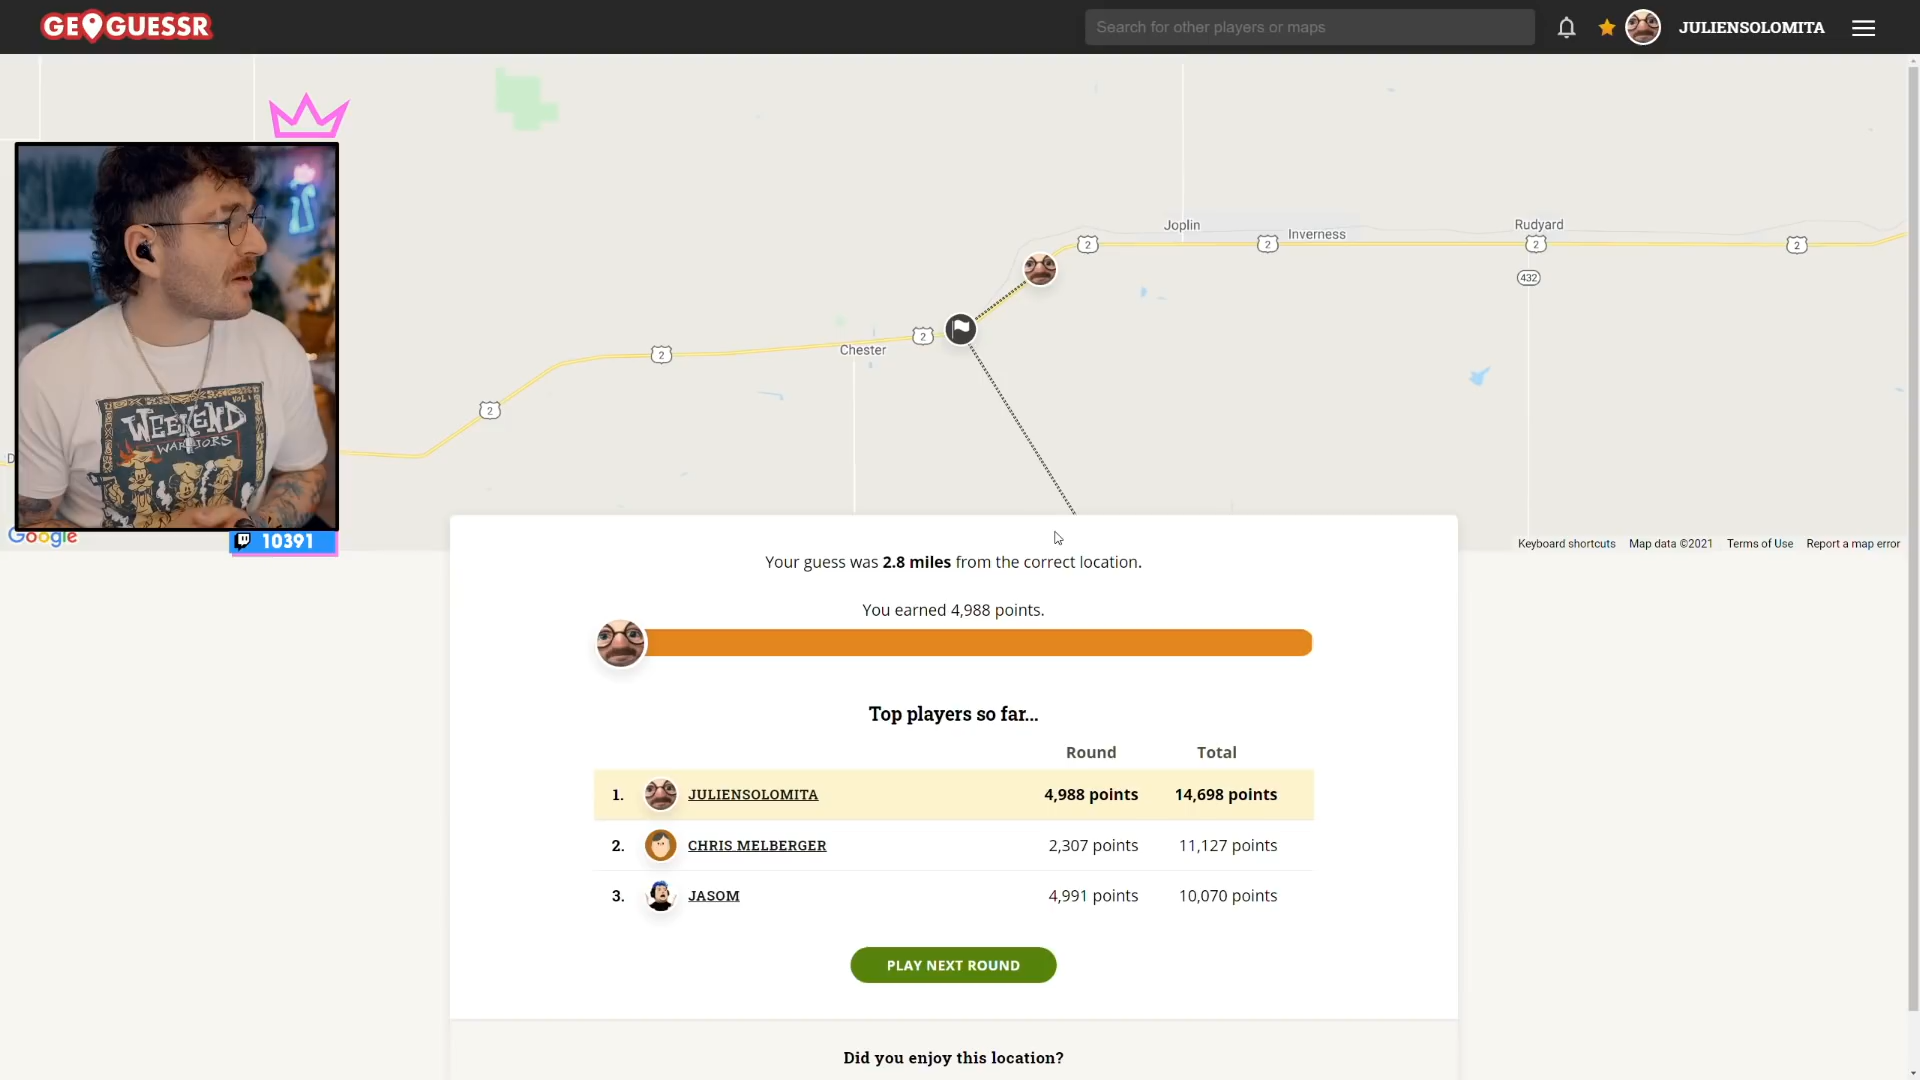 GEOGUESSR
Search for other players or maps
JULIENSOLOMITA
Joplin
Inverness
Rudyard
2
2
2
2
432
Chester
2
2
2
D
WEEKEND
WARRIORS
VOL 1
Google
10391
Keyboard shortcuts
Map data ©2021
Terms of Use
Report a map error
Your guess was 2.8 miles from the correct location.
You earned 4,988 points.
Top players so far...
Round Total
1. JULIENSOLOMITA 4,988 points 14,698 points
2. CHRIS MELBERGER 2,307 points 11,127 points
3. JASOM 4,991 points 10,070 points
PLAY NEXT ROUND
Did you enjoy this location?